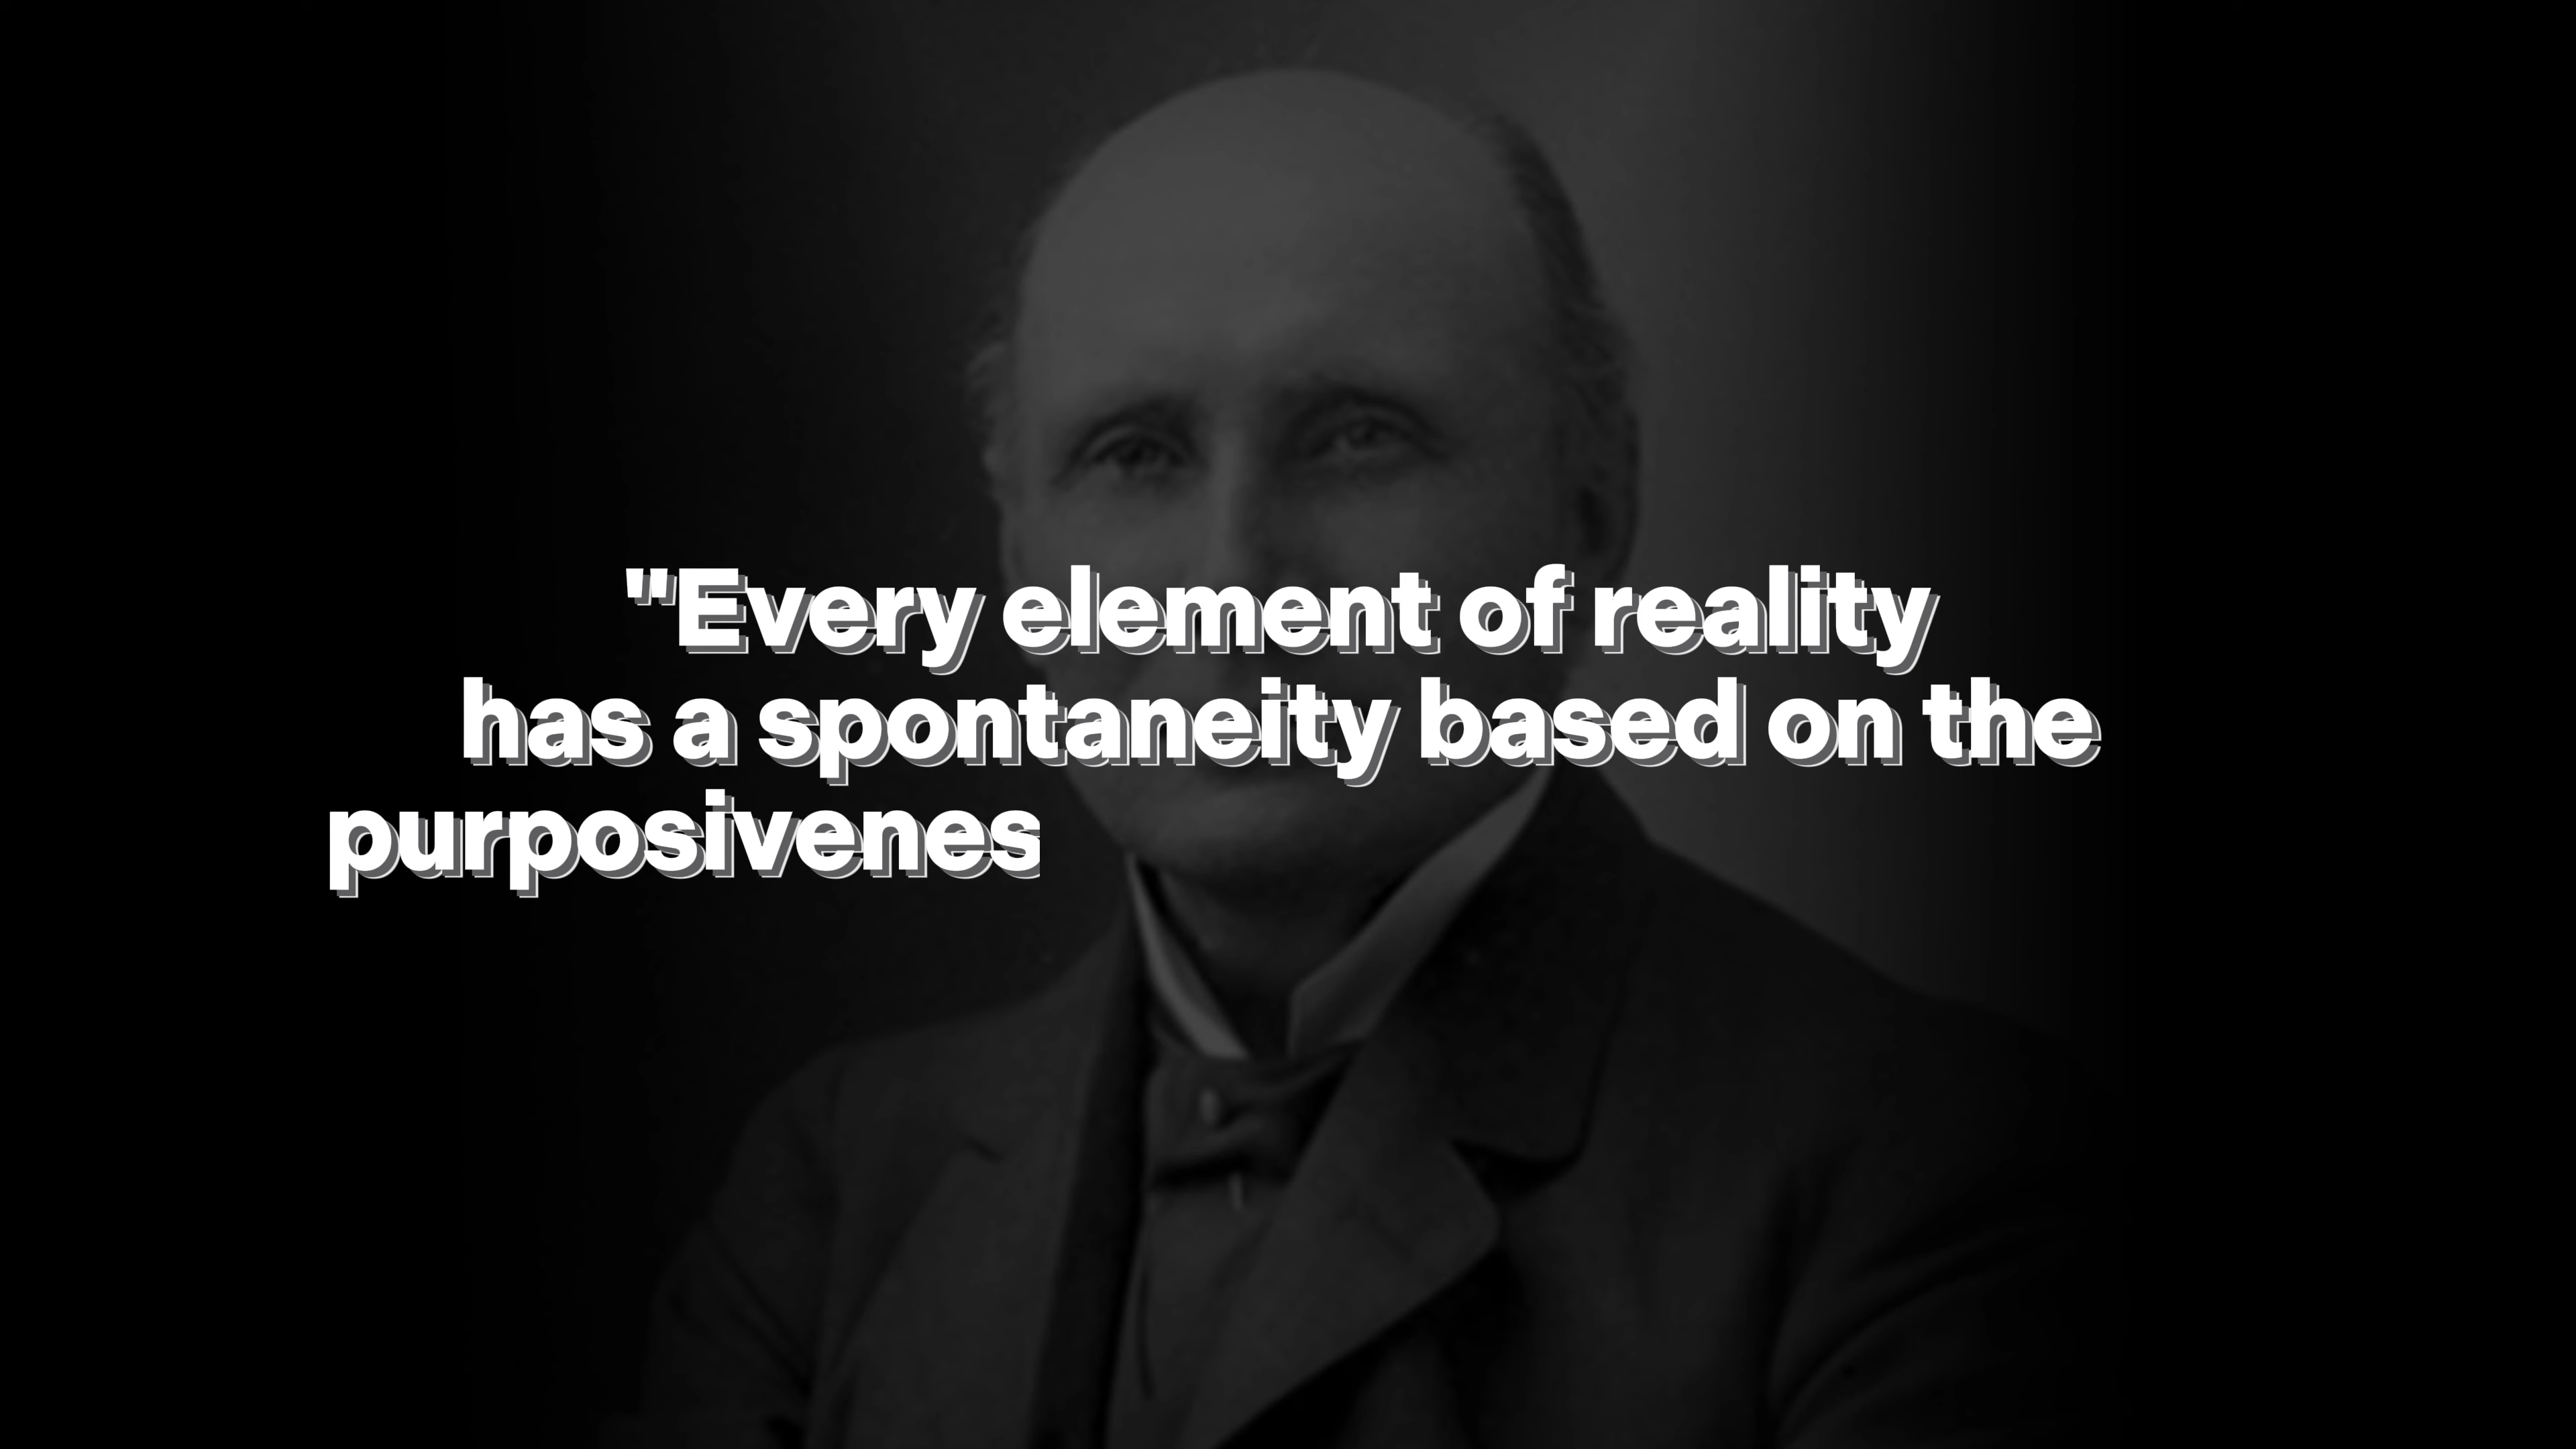 "Every element of reality
has a spontaneity based on the
purposivenes